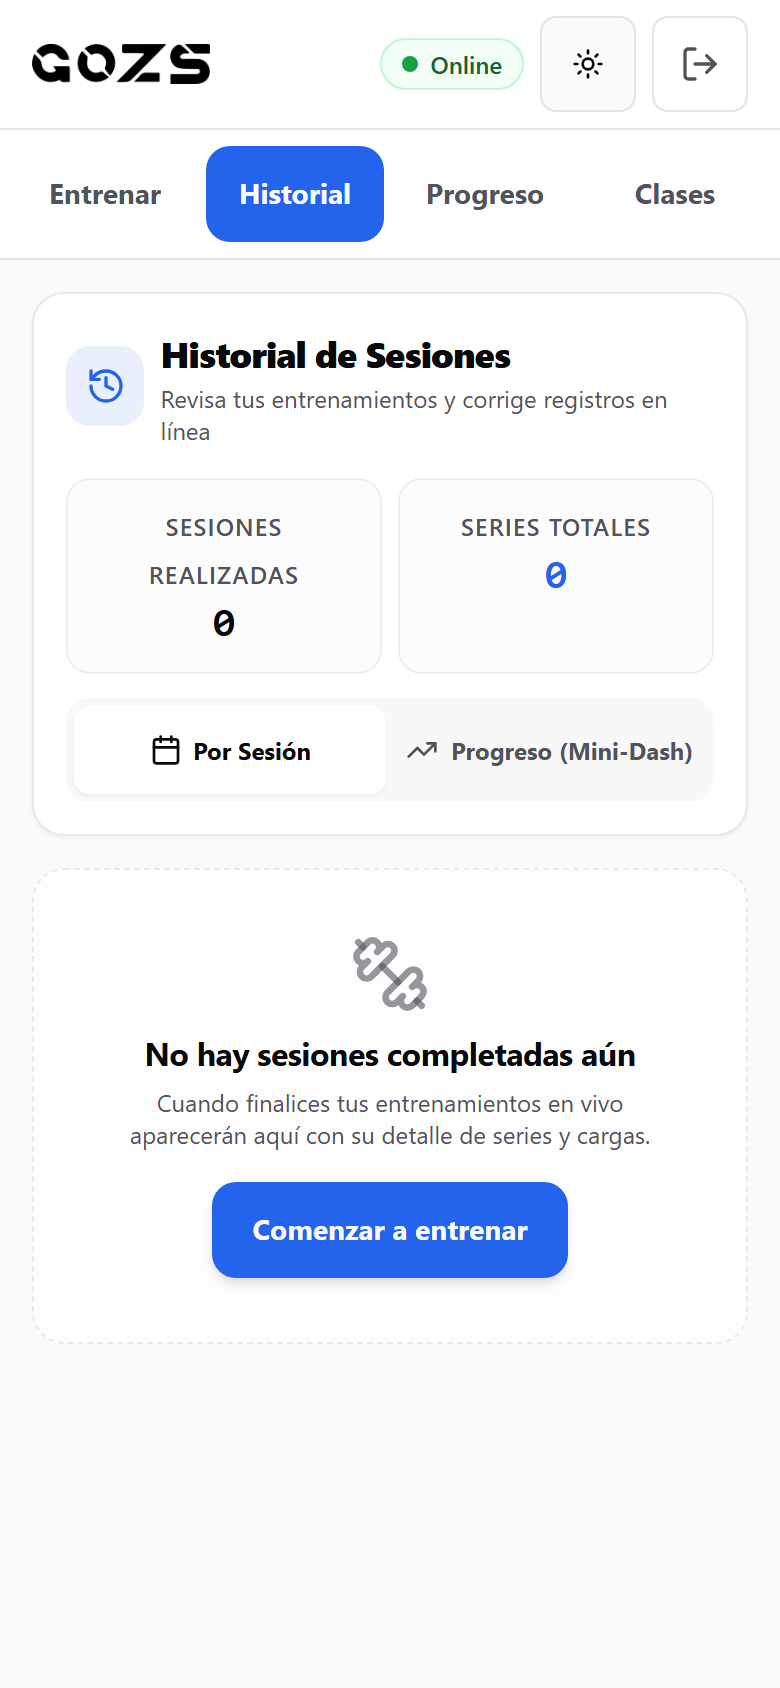 GOZS
Online
Entrenar
Historial
Progreso
Clases
Historial de Sesiones
Revisa tus entrenamientos y corrige registros en
línea
SESIONES
REALIZADAS
0
SERIES TOTALES
0
Por Sesión
Progreso (Mini-Dash)
No hay sesiones completadas aún
Cuando finalices tus entrenamientos en vivo
aparecerán aquí con su detalle de series y cargas.
Comenzar a entrenar